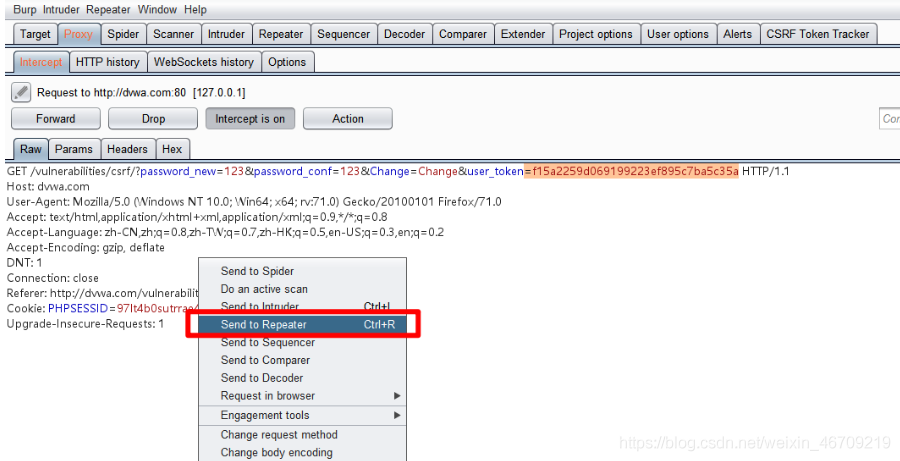 Burp Intruder Repeater Window Help
Target Proxy Spider Scanner Intruder Repeater Sequencer Decoder Comparer Extender Project options User options Alerts CSRF Token Tracker
Intercept HTTP history WebSockets history Options
Request to http://dvwa.com:80 [127.0.0.1]
Forward Drop Intercept is on Action
Raw Params Headers Hex
GET /vulnerabilities/csrf/?password_new=123&password_conf=123&Change=Change&user_token=f15a2259d069199223ef895c7ba5c35a HTTP/1.1
Host: dvwa.com
User-Agent: Mozilla/5.0 (Windows NT 10.0; Win64; x64; rv:71.0) Gecko/20100101 Firefox/71.0
Accept: text/html,application/xhtml+xml,application/xml;q=0.9,*/*;q=0.8
Accept-Language: zh-CN,zh;q=0.8,zh-TW;q=0.7,zh-HK;q=0.5,en-US;q=0.3,en;q=0.2
Accept-Encoding: gzip, deflate
DNT: 1
Connection: close
Referer: http://dvwa.com/vulnerabilit
Cookie: PHPSESSID=97lt4b0sutrrae
Upgrade-Insecure-Requests: 1
Send to Spider
Do an active scan
Send to Intruder Ctrl+I
Send to Repeater Ctrl+R
Send to Sequencer
Send to Comparer
Send to Decoder
Request in browser
Engagement tools
Change request method
Change body encoding
https://blog.csdn.net/weixin_46709219